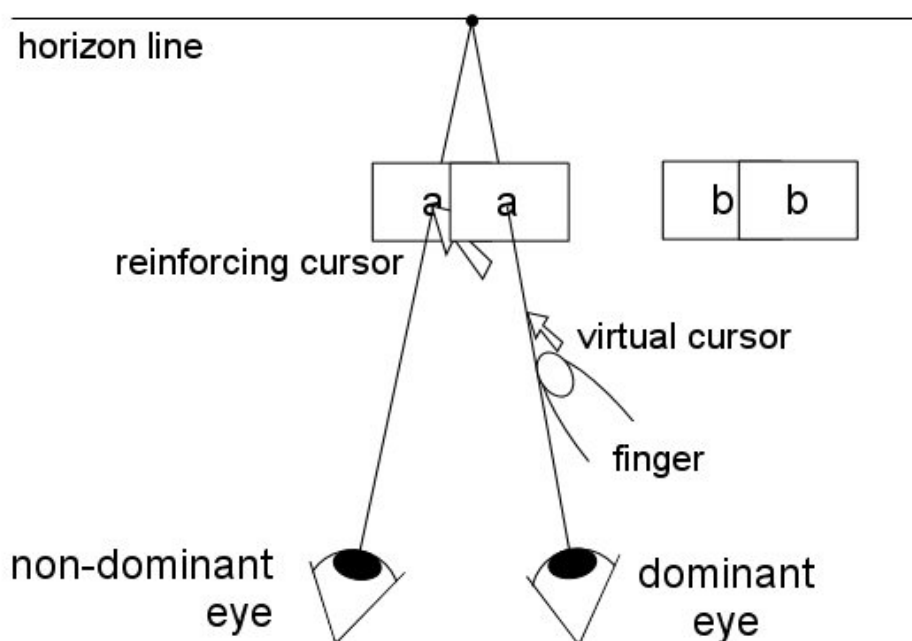 horizon line
a a
b b
reinforcing cursor
virtual cursor
finger
non-dominant
eye
dominant
eye